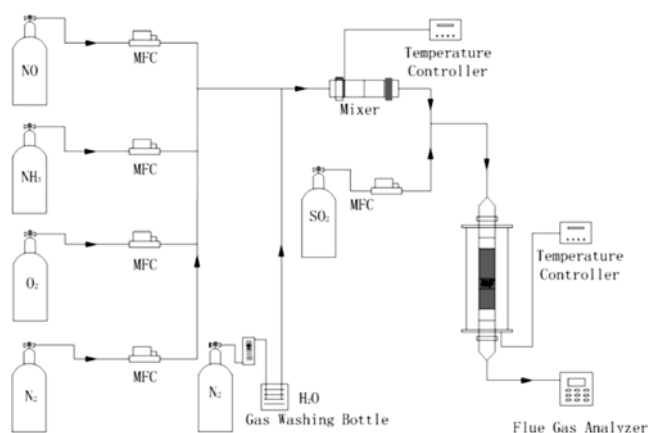 NO
MFC
Temperature
Controller
Mixer
NH₃
MFC
SO₂
MFC
O₂
MFC
Temperature
Controller
N₂
MFC
N₂
H₂O
Gas Washing Bottle
Flue Gas Analyzer